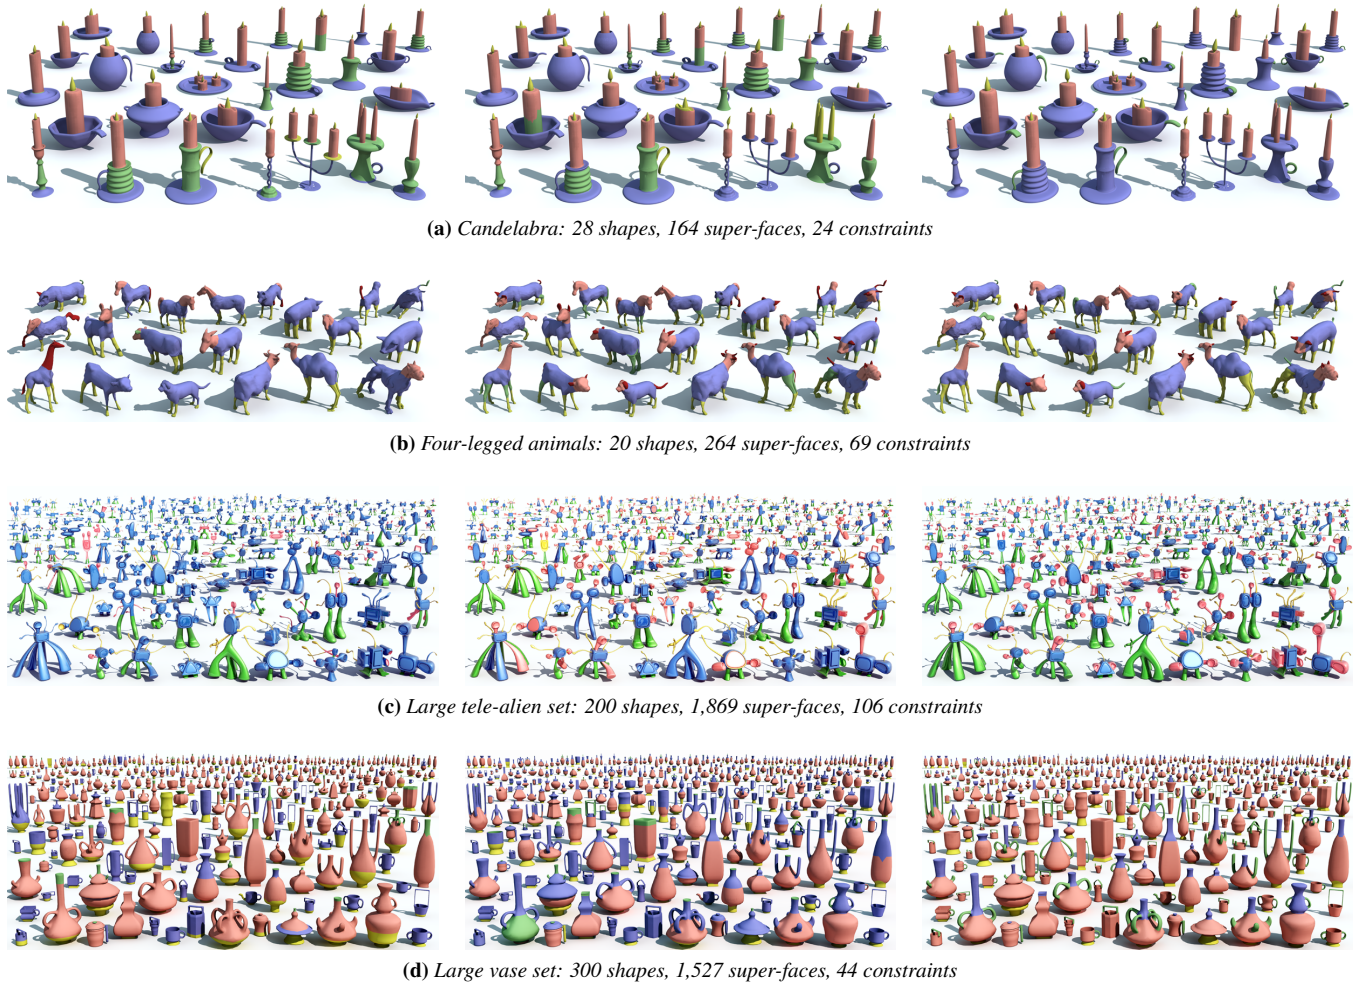 (a) Candelabra: 28 shapes, 164 super-faces, 24 constraints
(b) Four-legged animals: 20 shapes, 264 super-faces, 69 constraints
(c) Large tele-alien set: 200 shapes, 1,869 super-faces, 106 constraints
(d) Large vase set: 300 shapes, 1,527 super-faces, 44 constraints